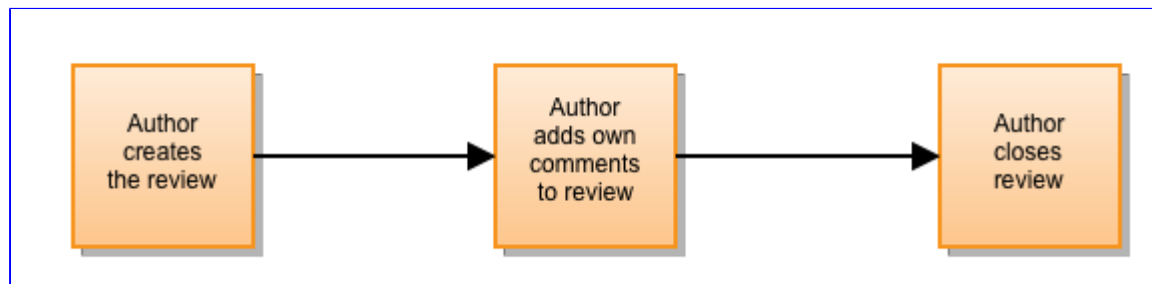 Author
creates
the review
Author
adds own
comments
to review
Author
closes
review